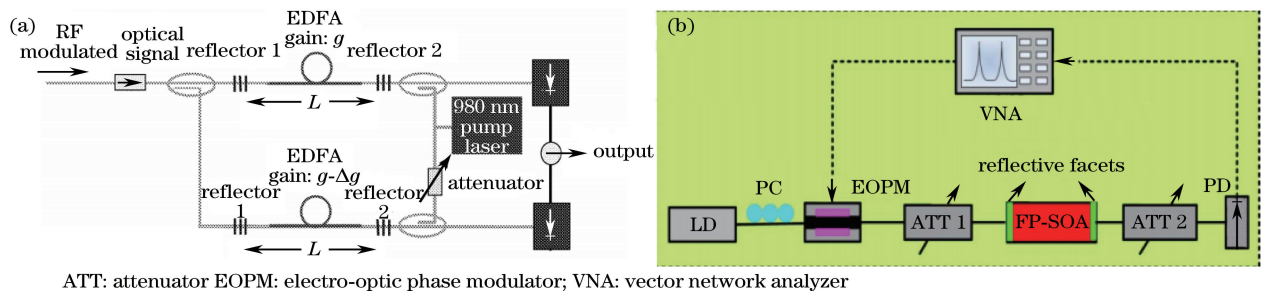 (a)
RF
modulated
optical
signal
reflector 1
EDFA
gain: g
reflector 2
L
980 nm
pump
laser
output
attenuator
EDFA
gain: g-Δg
reflector
1
reflector
2
L
(b)
VNA
reflective facets
PC
EOPM
PD
LD
ATT 1
FP-SOA
ATT 2
ATT: attenuator EOPM: electro-optic phase modulator; VNA: vector network analyzer